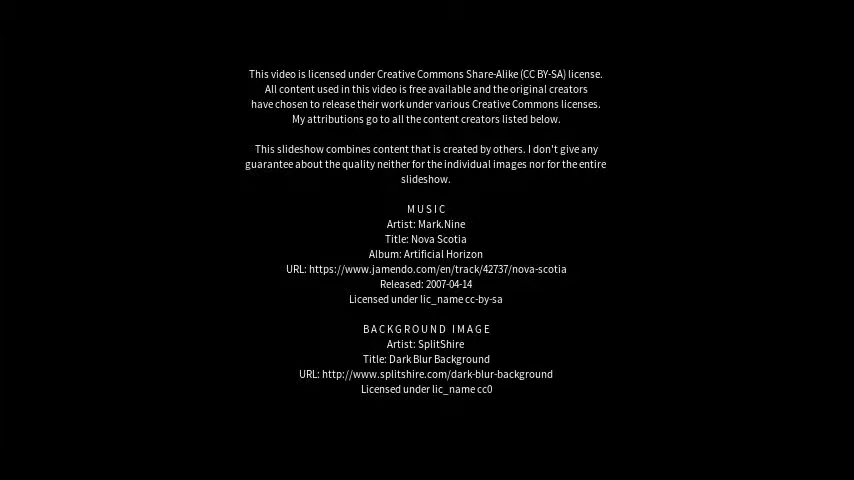 This video is licensed under Creative Commons Share-Alike (CC BY-SA) license.
All content used in this video is free available and the original creators
have chosen to release their work under various Creative Commons licenses.
My attributions go to all the content creators listed below.
This slideshow combines content that is created by others. I don't give any
guarantee about the quality neither for the individual images nor for the entire
slideshow.
MUSIC
Artist: Mark.Nine
Title: Nova Scotia
Album: Artificial Horizon
URL: https://www.jamendo.com/en/track/42737/nova-scotia
Released: 2007-04-14
Licensed under lic_name cc-by-sa
BACKGROUND IMAGE
Artist: SplitShire
Title: Dark Blur Background
URL: http://www.splitshire.com/dark-blur-background
Licensed under lic_name cc0